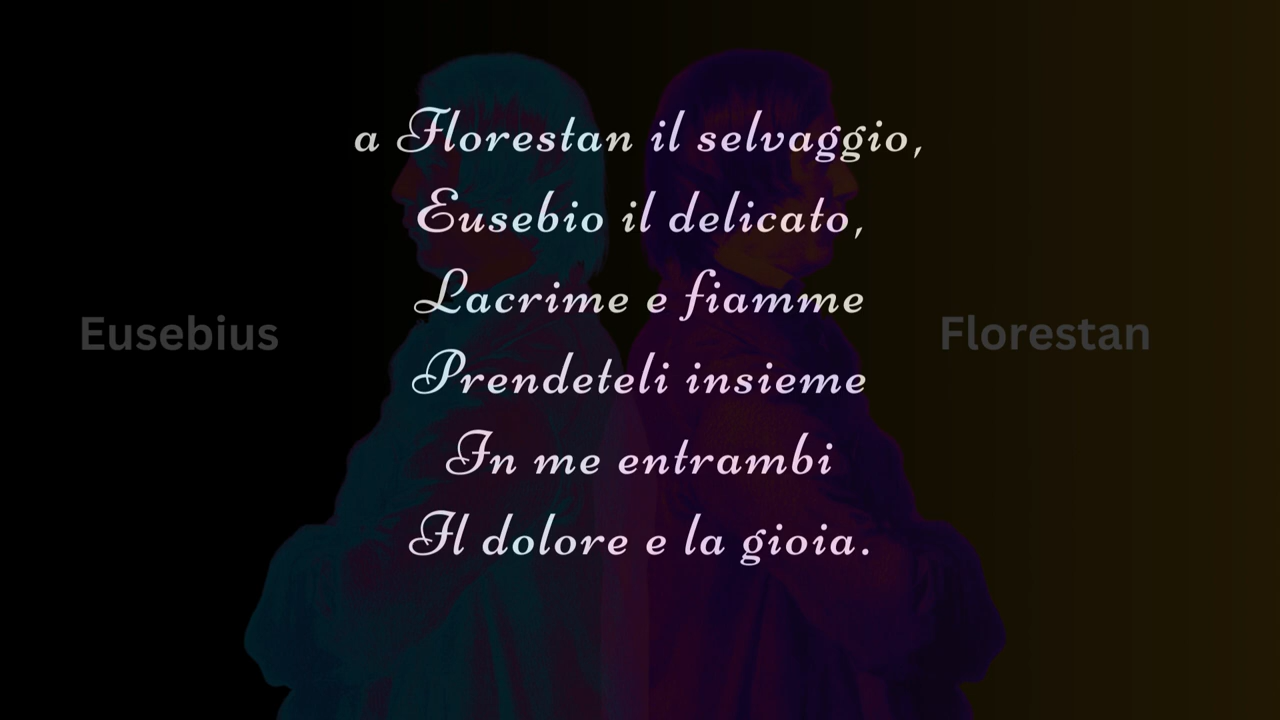 a Florestan il selvaggio,
Eusebio il delicato,
Lacrime e fiamme
Eusebius
Florestan
Prendeteli insieme
In me entrambi
Il dolore e la gioia.